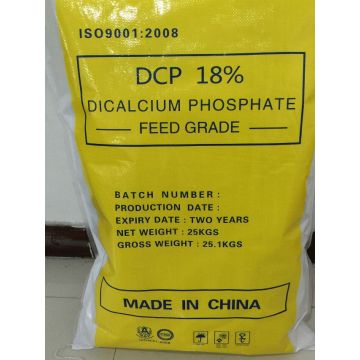 ISO9001:2008
DCP 18%
DICALCIUM PHOSPHATE
FEED GRADE
BATCH NUMBER :
PRODUCTION DATE :
EXPIRY DATE : TWO YEARS
NET WEIGHT : 25KGS
GROSS WEIGHT : 25.1KGS
MADE IN CHINA